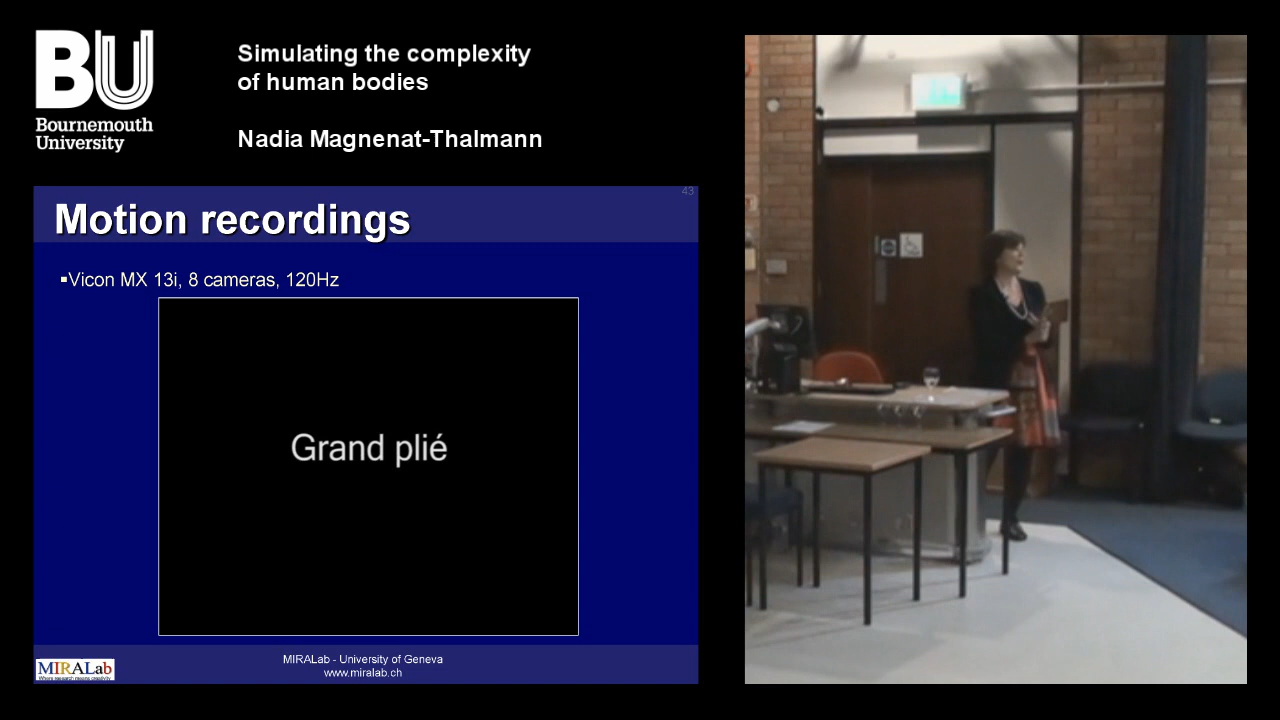 BU
Bournemouth
University
Simulating the complexity
of human bodies
Nadia Magnenat-Thalmann
43
Motion recordings
▪Vicon MX 13i, 8 cameras, 120Hz
Grand plié
MIRALab
MIRALab - University of Geneva
www.miralab.ch